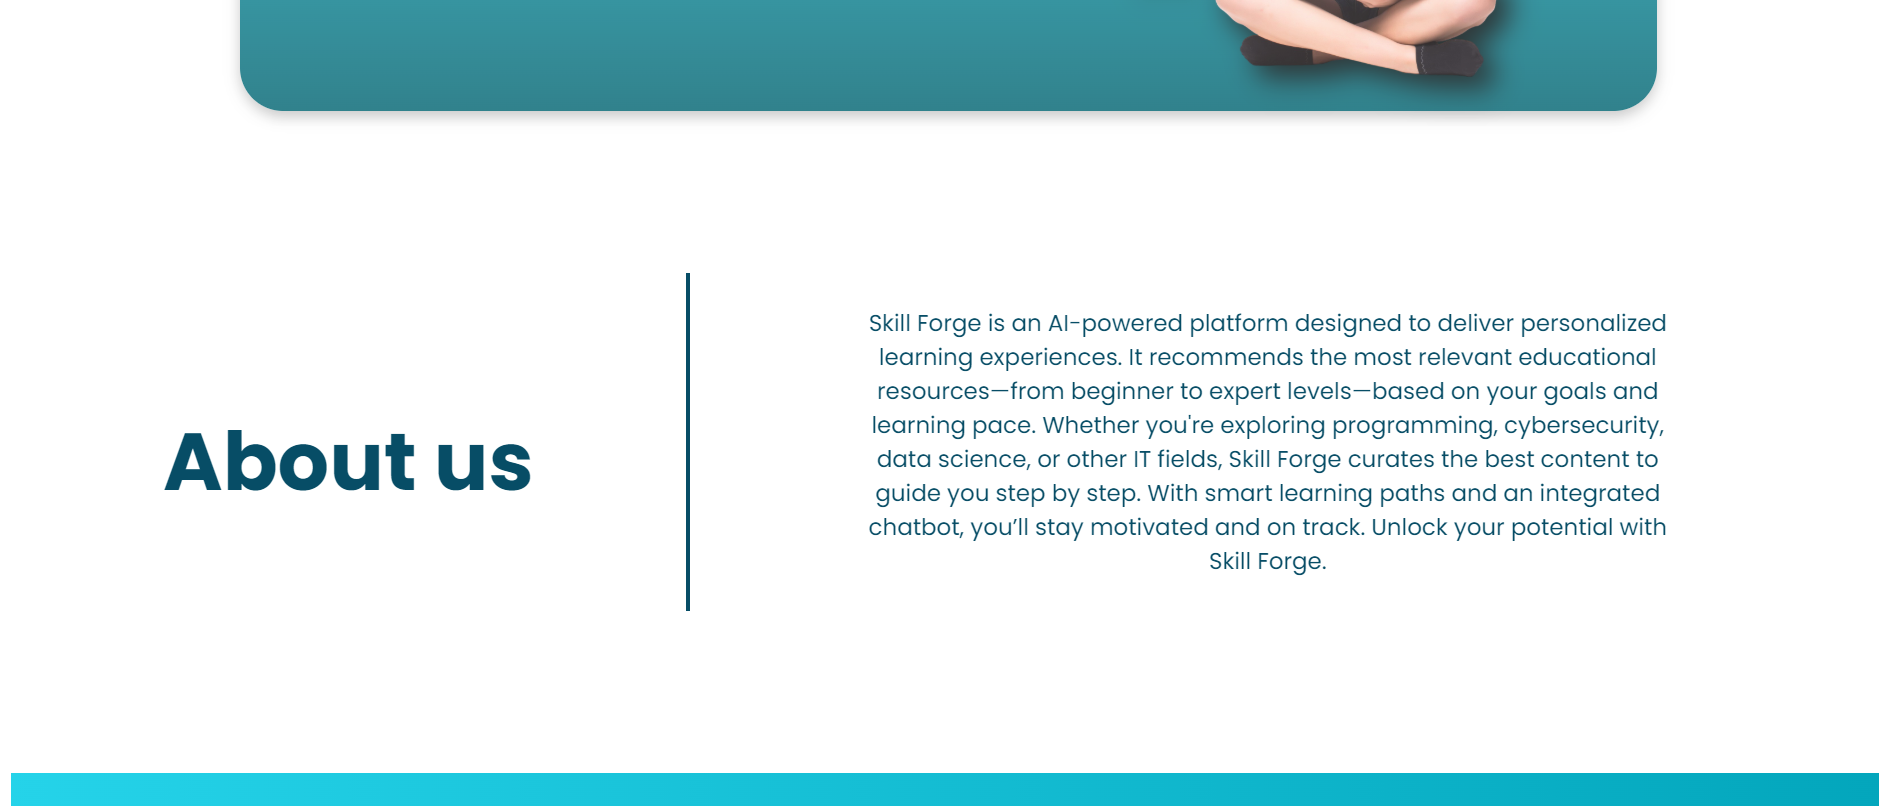 About us
Skill Forge is an AI-powered platform designed to deliver personalized
learning experiences. It recommends the most relevant educational
resources—from beginner to expert levels—based on your goals and
learning pace. Whether you're exploring programming, cybersecurity,
data science, or other IT fields, Skill Forge curates the best content to
guide you step by step. With smart learning paths and an integrated
chatbot, you’ll stay motivated and on track. Unlock your potential with
Skill Forge.